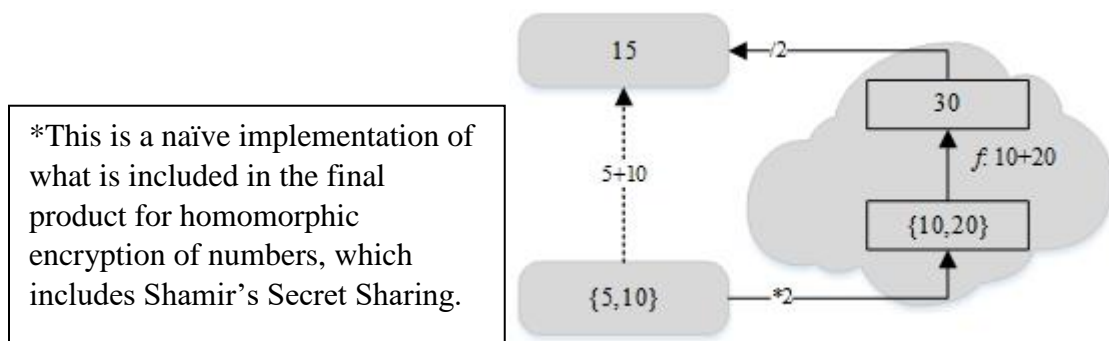 *This is a naïve implementation of
what is included in the final
product for homomorphic
encryption of numbers, which
includes Shamir's Secret Sharing.
15
/2
30
5+10
f: 10+20
{10,20}
{5,10}
*2